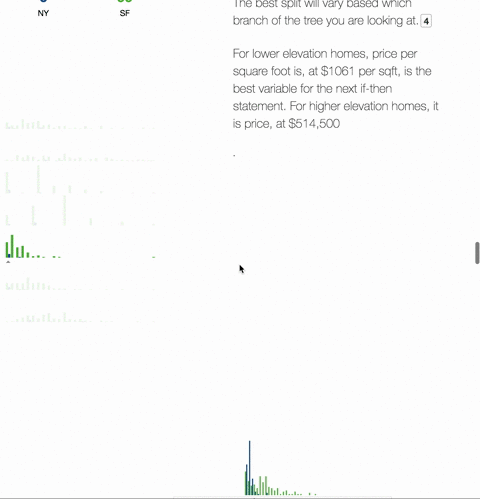 The best split will vary based which
branch of the tree you are looking at. 4
For lower elevation homes, price per
square foot is, at $1061 per sqft, is the
best variable for the next if-then
statement. For higher elevation homes, it
is price, at $514,500
.
NY SF